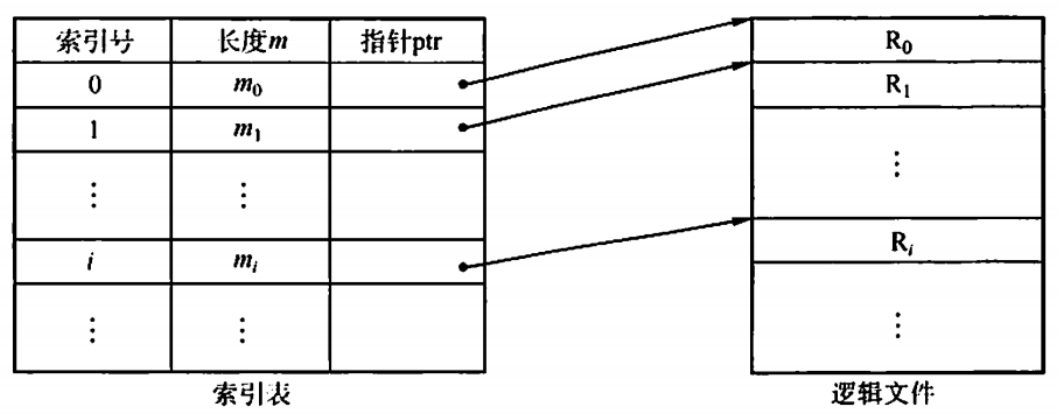 索引号 长度m 指针ptr
0 m₀
1 m₁
⋮ ⋮
i mᵢ
⋮ ⋮
索引表
R₀
R₁
⋮
Rᵢ
⋮
逻辑文件